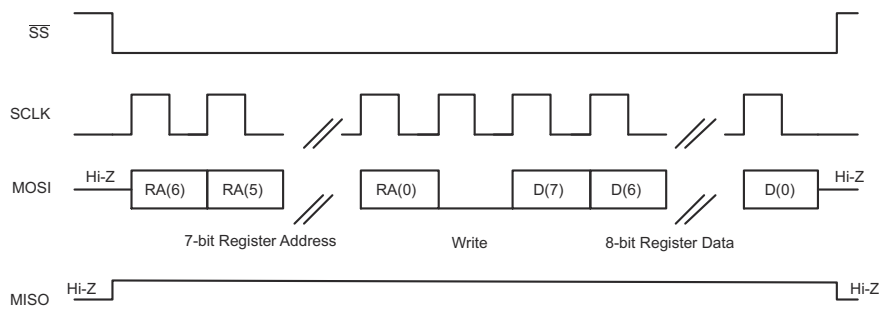 SS
SCLK
MOSI Hi-Z RA(6) RA(5) RA(0) D(7) D(6) D(0) Hi-Z
7-bit Register Address Write 8-bit Register Data
MISO Hi-Z Hi-Z